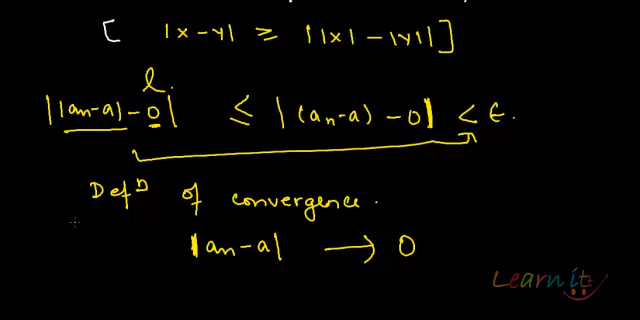 [ |x-y| ≥ ||x| - |y|| ]
l.
||an-a| - 0| ≤ |(an-a) - 0| < ε.
Defn of convergence.
|an-a| → 0
Learnit